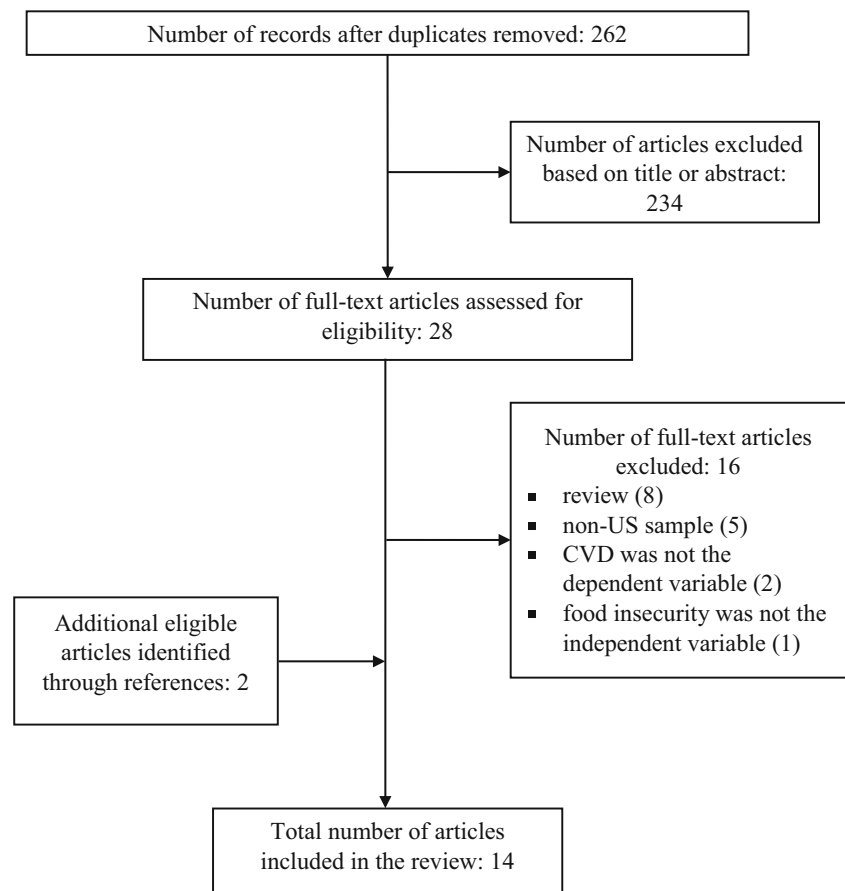 Number of records after duplicates removed: 262
Number of articles excluded
based on title or abstract:
234
Number of full-text articles assessed for
eligibility: 28
Number of full-text articles
excluded: 16
▪ review (8)
▪ non-US sample (5)
▪ CVD was not the
dependent variable (2)
▪ food insecurity was not the
independent variable (1)
Additional eligible
articles identified
through references: 2
Total number of articles
included in the review: 14